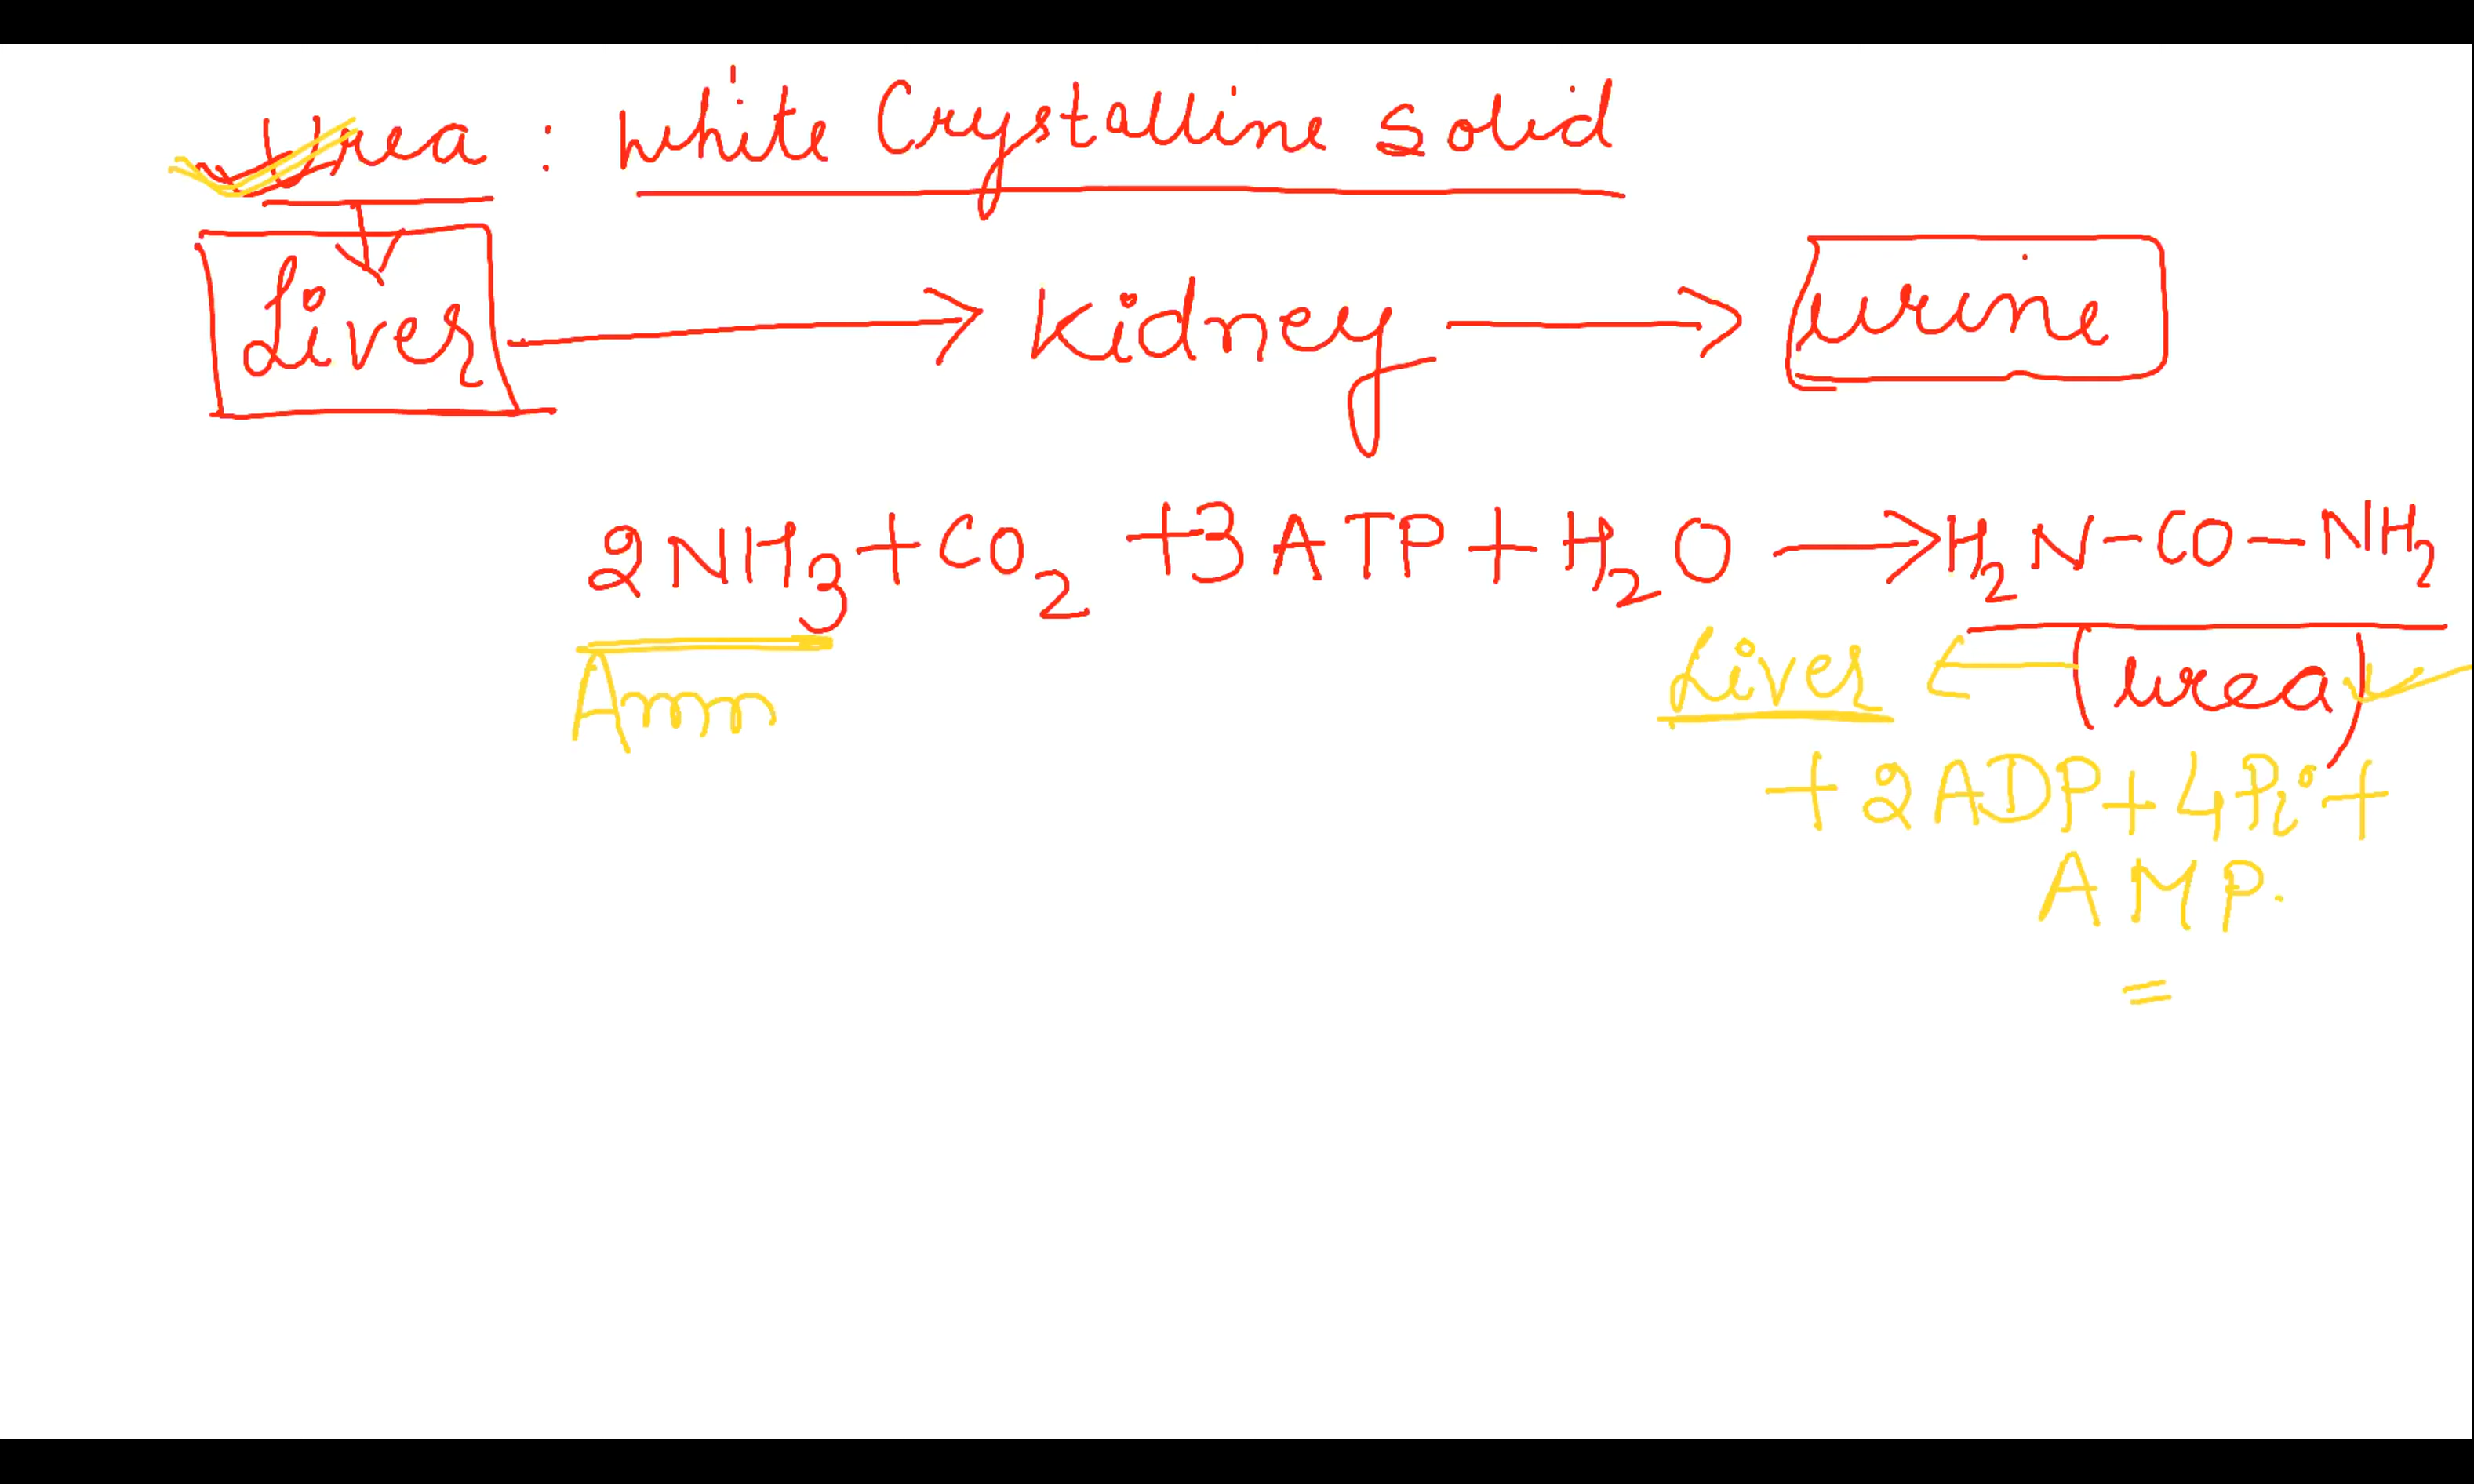 Urea : White Crystalline solid
Liver → Kidney → urine
2NH₃ + CO₂ + 3ATP + H₂O → H₂N-CO-NH₂
Amm Liver ← (urea)
+ 2ADP + 4Pi +
AMP.